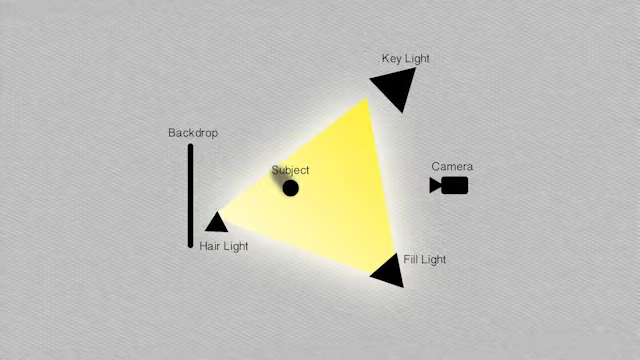 Key Light
Backdrop
Subject
Camera
Hair Light
Fill Light